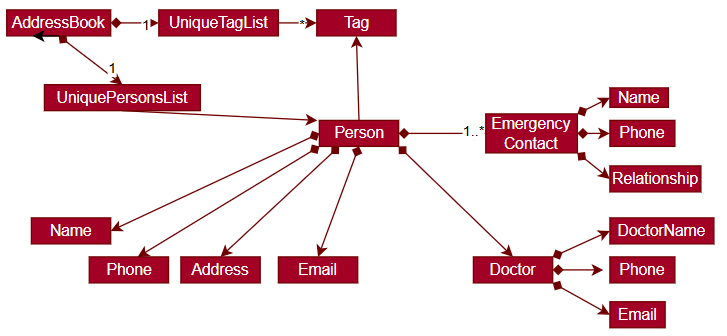 AddressBook
1
UniqueTagList
*
Tag
1
UniquePersonsList
Person
1..*
Emergency
Contact
Name
Phone
Relationship
Name
Phone
Address
Email
Doctor
DoctorName
Phone
Email